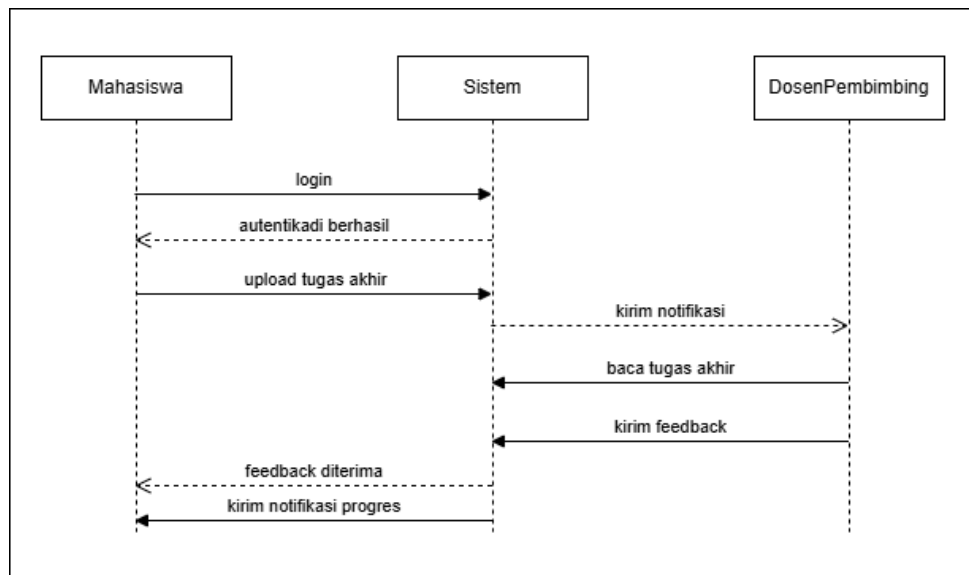 Mahasiswa
Sistem
DosenPembimbing
login
autentikadi berhasil
upload tugas akhir
kirim notifikasi
baca tugas akhir
kirim feedback
feedback diterima
kirim notifikasi progres